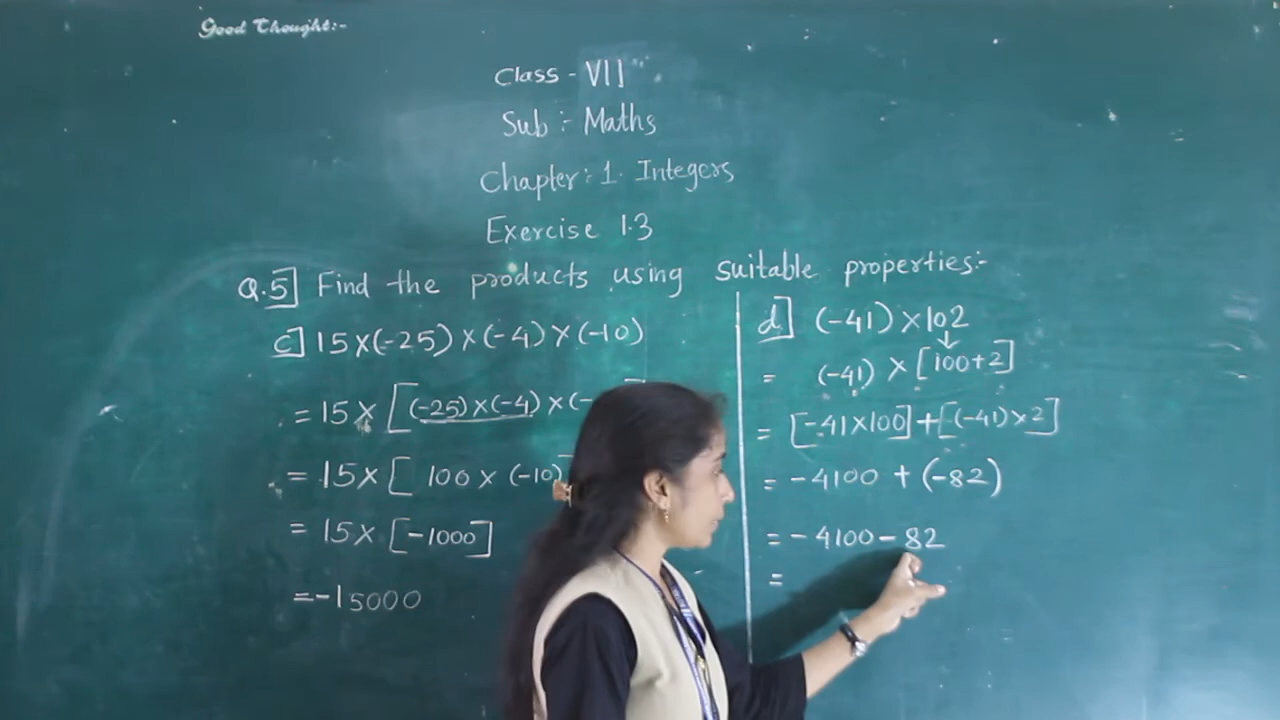 Good Thought:-
Class - VII
Sub :- Maths
Chapter: 1. Integers
Exercise 1.3
Q.5] Find the products using suitable properties:-
c] 15×(-25)×(-4)×(-10)
= 15× [(-25)×(-4)×(-
= 15× [ 100 × (-10)
= 15× [-1000]
=-15000
d] (-41)×102
= (-41) × [100+2]
= [-41×100]+[(-41)×2]
= -4100 + (-82)
= -4100-82
=